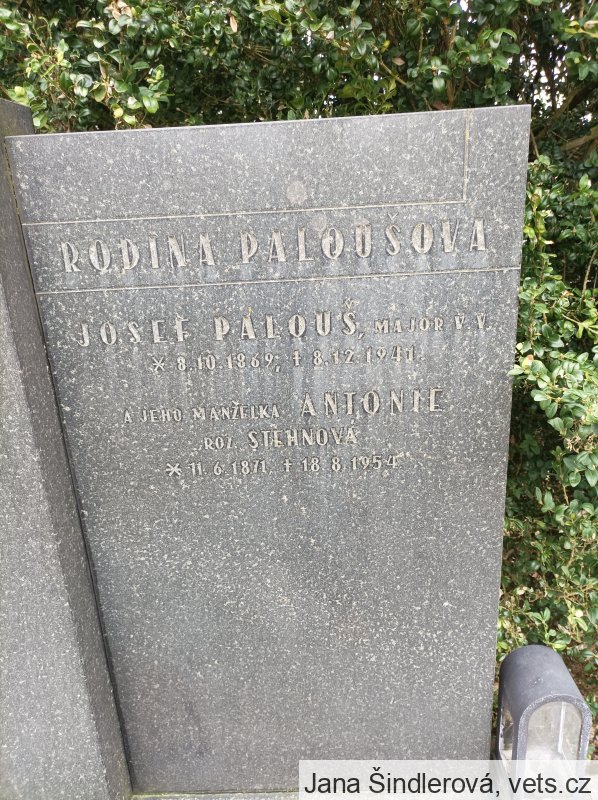 RODINA PALOUŠOVA
JOSEF PALOUŠ, MAJOR V. V.
* 8.10.1869, † 8.12.1941.
A JEHO MANŽELKA ANTONIE
ROZ. STEHNOVÁ
* 11.6.1871, † 18.8.1954
Jana Šindlerová, vets.cz